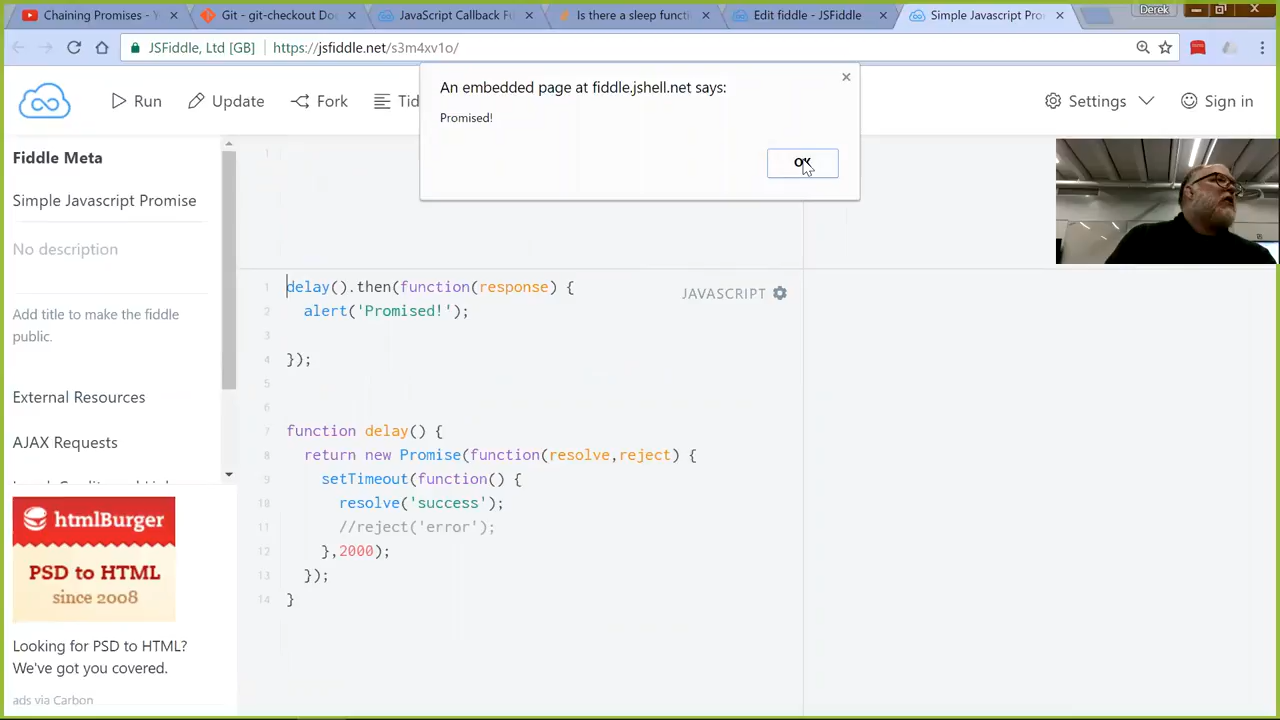 Chaining Promises - Y
Git - git-checkout Do
JavaScript Callback Fu
Is there a sleep functi
Edit fiddle - JSFiddle
Simple Javascript Pro
Derek
JSFiddle, Ltd [GB]
https://jsfiddle.net/s3m4xv1o/
Run
Update
Fork
Tid
Settings
Sign in
An embedded page at fiddle.jshell.net says:
Promised!
OK
Fiddle Meta
Simple Javascript Promise
No description
Add title to make the fiddle
public.
External Resources
AJAX Requests
htmlBurger
PSD to HTML
since 2008
Looking for PSD to HTML?
We've got you covered.
ads via Carbon
1
JAVASCRIPT
1 delay().then(function(response) {
2 alert('Promised!');
3
4 });
5
6
7 function delay() {
8 return new Promise(function(resolve,reject) {
9 setTimeout(function() {
10 resolve('success');
11 //reject('error');
12 },2000);
13 });
14 }